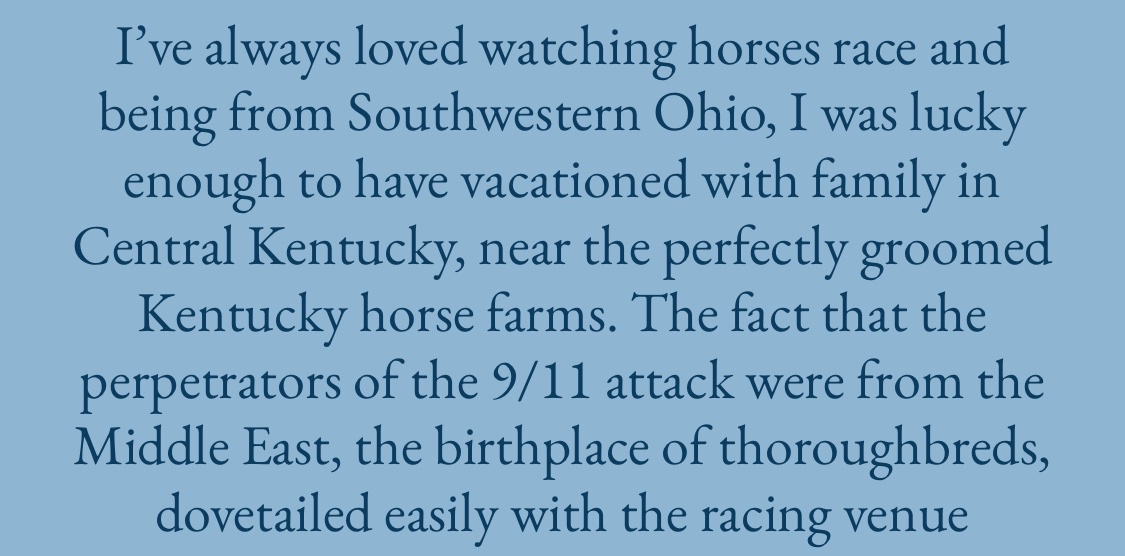 I’ve always loved watching horses race and
being from Southwestern Ohio, I was lucky
enough to have vacationed with family in
Central Kentucky, near the perfectly groomed
Kentucky horse farms. The fact that the
perpetrators of the 9/11 attack were from the
Middle East, the birthplace of thoroughbreds,
dovetailed easily with the racing venue